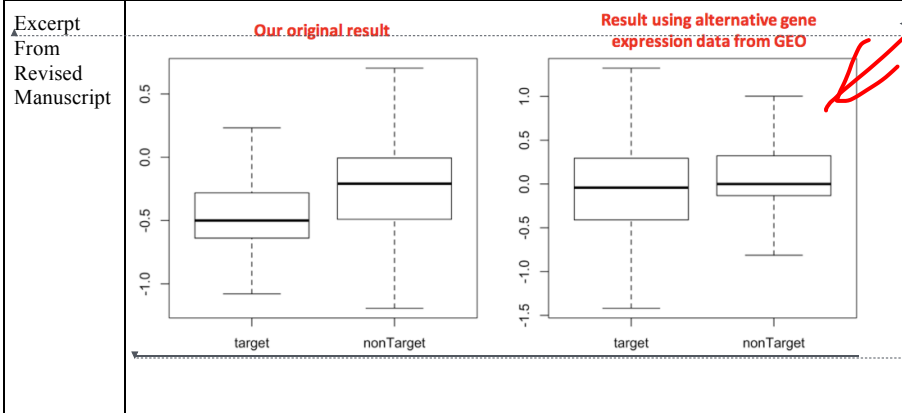 Excerpt
From
Revised
Manuscript
Our original result
Result using alternative gene
expression data from GEO
0.5
0.0
-0.5
-1.0
target
nonTarget
1.0
0.5
0.0
-0.5
-1.0
-1.5
target
nonTarget